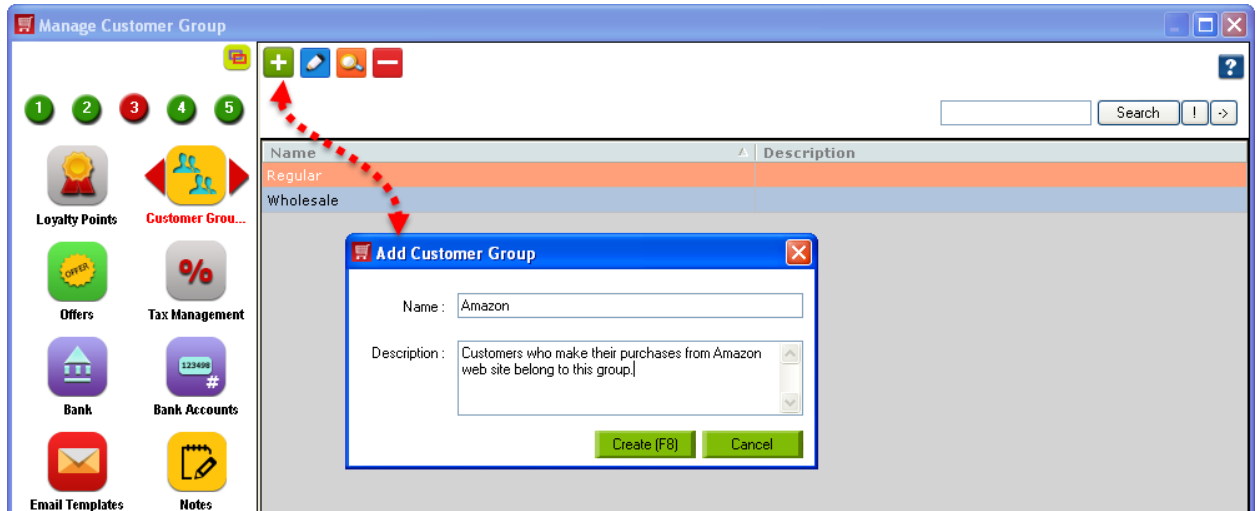 Manage Customer Group
?
1 2 3 4 5
Search ! ->
Name Description
Regular
Wholesale
Loyalty Points Customer Grou...
OFFER %
Offers Tax Management
123498
#
Bank Bank Accounts
Email Templates Notes
Add Customer Group
Name : Amazon
Description : Customers who make their purchases from Amazon
web site belong to this group.
Create (F8) Cancel